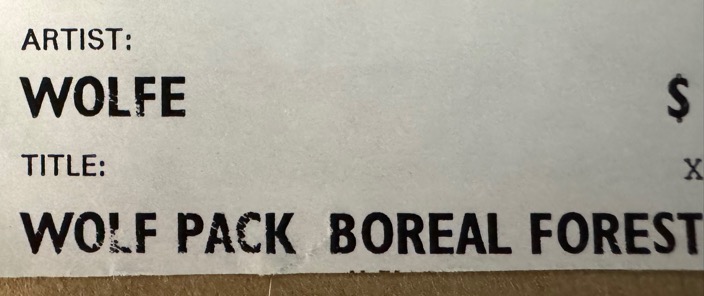 ARTIST:
WOLFE $
TITLE: x
WOLF PACK BOREAL FOREST